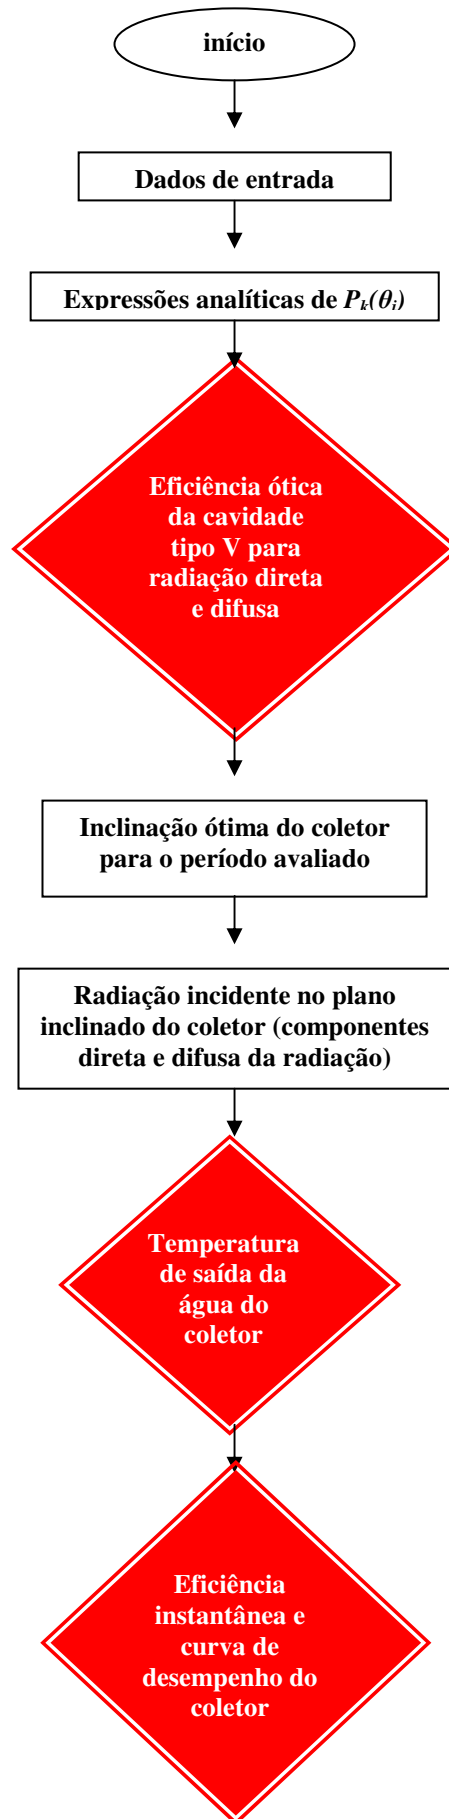 início
Dados de entrada
Expressões analíticas de P_k(θ_i)
Eficiência ótica
da cavidade
tipo V para
radiação direta
e difusa
Inclinação ótima do coletor
para o período avaliado
Radiação incidente no plano
inclinado do coletor (componentes
direta e difusa da radiação)
Temperatura
de saída da
água do
coletor
Eficiência
instantânea e
curva de
desempenho do
coletor